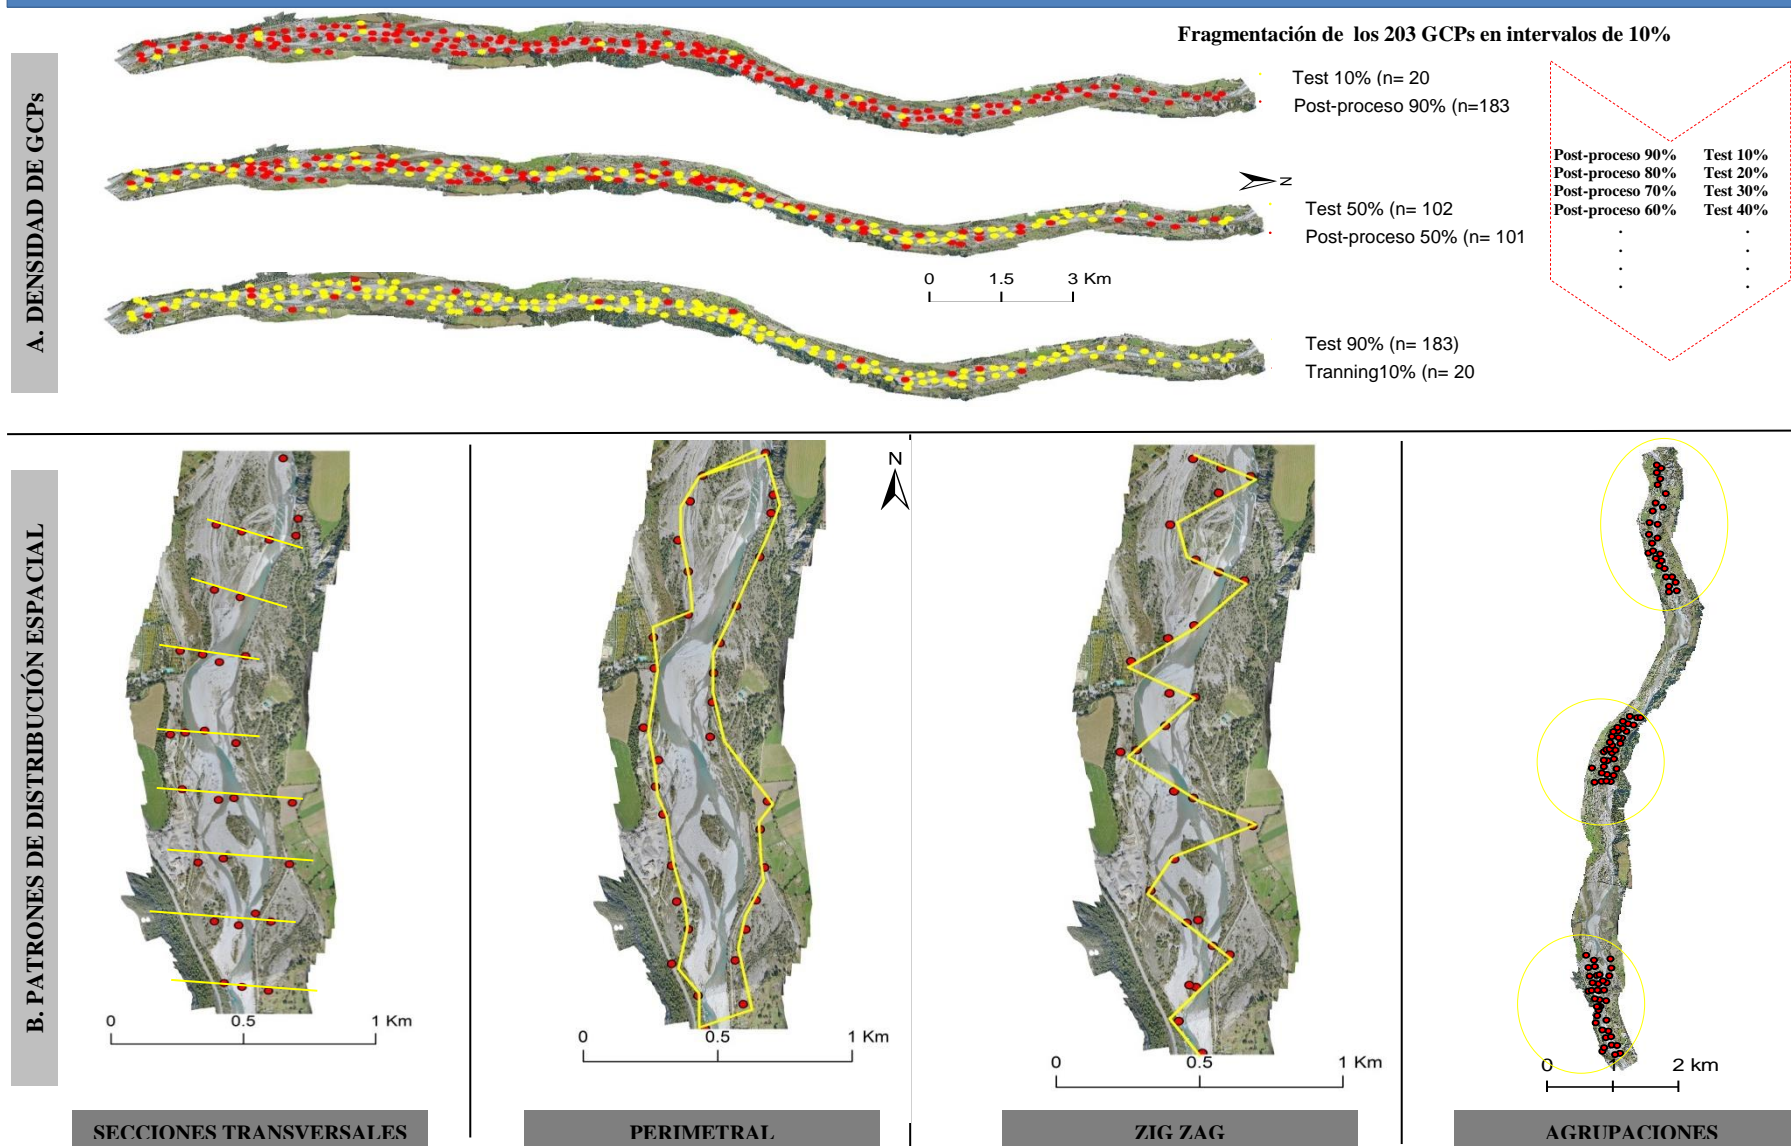 Fragmentación de los 203 GCPs en intervalos de 10%
A. DENSIDAD DE GCPs
Test 10% (n= 20
Post-proceso 90% (n=183
Test 50% (n= 102
Post-proceso 50% (n= 101
Test 90% (n= 183)
Tranning10% (n= 20
N
0 1.5 3 Km
Post-proceso 90% Test 10%
Post-proceso 80% Test 20%
Post-proceso 70% Test 30%
Post-proceso 60% Test 40%
. .
. .
. .
. .
B. PATRONES DE DISTRIBUCIÓN ESPACIAL
N
0 0.5 1 Km
0 0.5 1 Km
0 0.5 1 Km
0 1 2 km
SECCIONES TRANSVERSALES
PERIMETRAL
ZIG ZAG
AGRUPACIONES